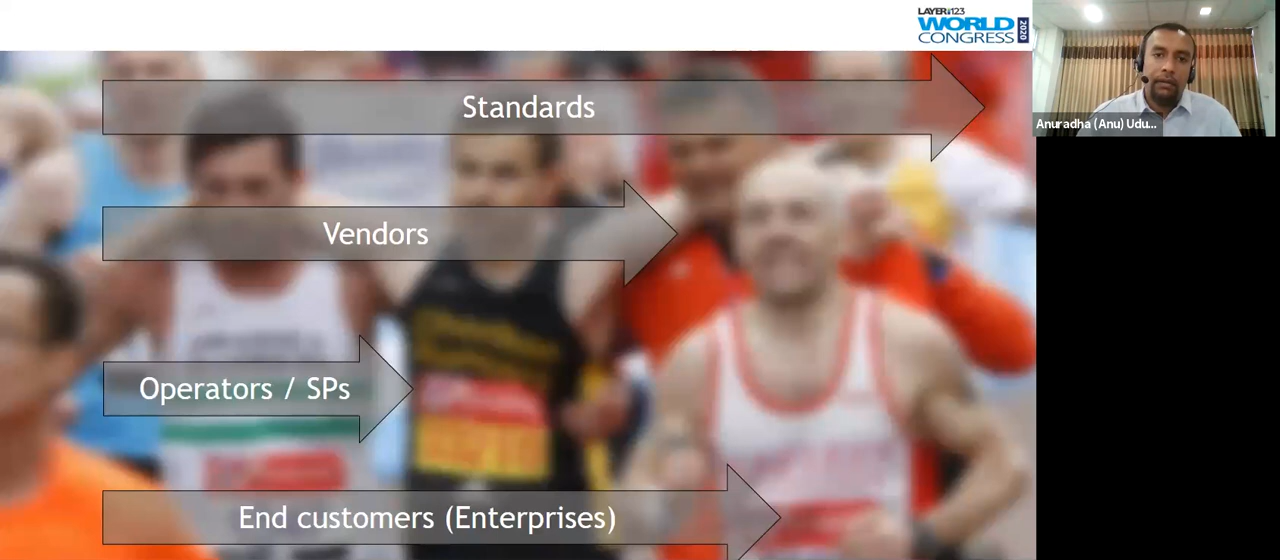 LAYER123
WORLD
CONGRESS
2020
Anuradha (Anu) Udu...
Standards
Vendors
Operators / SPs
End customers (Enterprises)